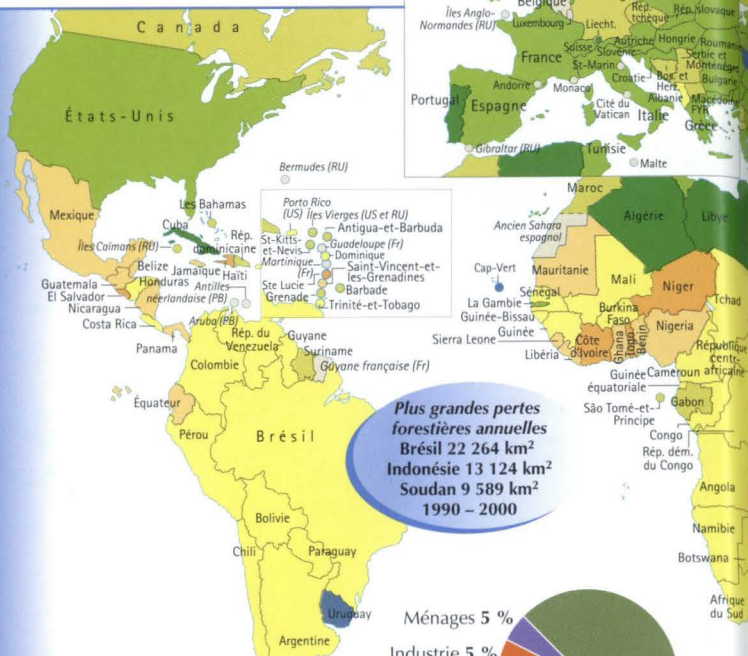 Canada
États-Unis
Mexique
Bermudes (RU)
Les Bahamas
Cuba
Îles Caïmans (RU)
Rép.
dominicaine
Belize
Jamaïque
Haïti
Guatemala
Honduras
Antilles
néerlandaise (PB)
El Salvador
Nicaragua
Costa Rica
Aruba (PB)
Panama
Porto Rico
(US)
Îles Vierges (US et RU)
Antigua-et-Barbuda
St-Kitts-
et-Nevis
Guadeloupe (Fr)
Dominique
Martinique
(Fr)
Saint-Vincent-et-
les-Grenadines
Ste Lucie
Barbade
Grenade
Trinité-et-Tobago
Rép. du
Venezuela
Guyane
Suriname
Guyane française (Fr)
Colombie
Équateur
Pérou
Brésil
Bolivie
Chili
Paraguay
Uruguay
Argentine
Plus grandes pertes
forestières annuelles
Brésil 22 264 km²
Indonésie 13 124 km²
Soudan 9 589 km²
1990 – 2000
Ménages 5 %
Industrie 5 %
Îles Anglo-
Normandes (RU)
Belgique
Luxembourg
Liecht.
Rép.
tchèque
Rép. slovaque
France
Suisse
Autriche
Hongrie
Roumanie
Slovénie
Serbie et
Monténégro
St-Marin
Croatie
Bos. et
Herz.
Bulgarie
Andorre
Monaco
Albanie
Macédoine
FYR
Portugal
Espagne
Cité du
Vatican
Italie
Grèce
Gibraltar (RU)
Tunisie
Malte
Maroc
Algérie
Libye
Ancien Sahara
espagnol
Cap-Vert
Mauritanie
Mali
Niger
Tchad
Sénégal
La Gambie
Guinée-Bissau
Guinée
Sierra Leone
Libéria
Burkina
Faso
Côte
d'Ivoire
Ghana
Togo
Bénin
Nigeria
République
centr-
africaine
Guinée
équatoriale
Cameroun
São Tomé-et-
Principe
Gabon
Congo
Rép. dém.
du Congo
Angola
Namibie
Botswana
Afrique
du Sud